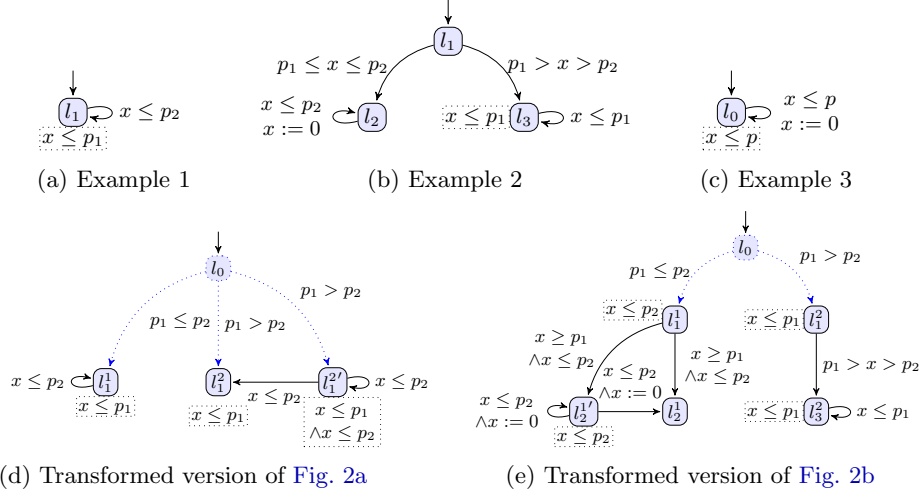 l₁
x ≤ p₂
x ≤ p₁
(a) Example 1
l₁
p₁ ≤ x ≤ p₂
p₁ > x > p₂
x ≤ p₂
x := 0
l₂
x ≤ p₁
l₃
x ≤ p₁
(b) Example 2
l₀
x ≤ p
x := 0
x ≤ p
(c) Example 3
l₀
p₁ ≤ p₂
p₁ > p₂
p₁ > p₂
x ≤ p₂
l₁¹
x ≤ p₁
l₁²
x ≤ p₁
x ≤ p₂
l₁²′
x ≤ p₂
x ≤ p₁
∧x ≤ p₂
(d) Transformed version of Fig. 2a
l₀
p₁ ≤ p₂
p₁ > p₂
x ≤ p₂
l₁¹
x ≤ p₁
l₁²
x ≥ p₁
∧x ≤ p₂
x ≤ p₂
∧x := 0
x ≥ p₁
∧x ≤ p₂
p₁ > x > p₂
x ≤ p₂
∧x := 0
l₂¹′
x ≤ p₂
l₂¹
x ≤ p₁
l₃²
x ≤ p₁
(e) Transformed version of Fig. 2b